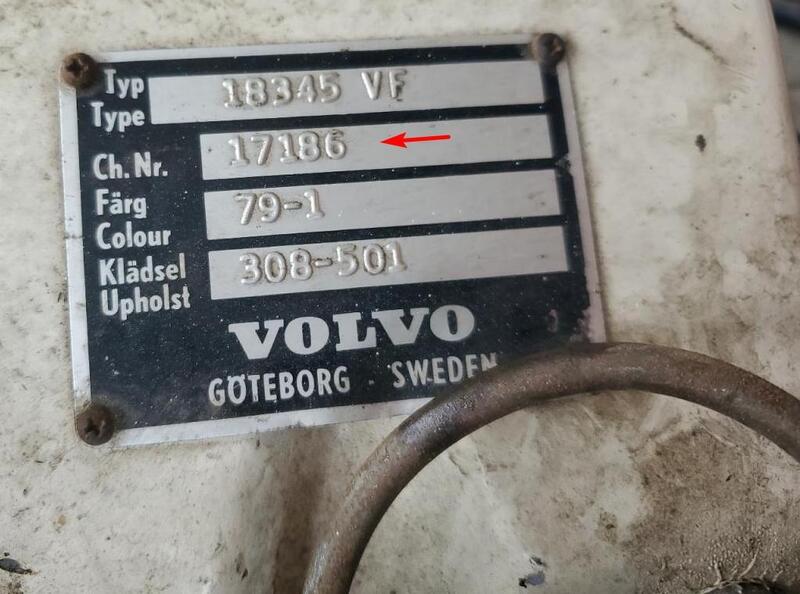 Typ
Type 18345 VF
Ch. Nr. 17186
Färg
Colour 79-1
Klädsel
Upholst 308-501
VOLVO
GÖTEBORG - SWEDEN